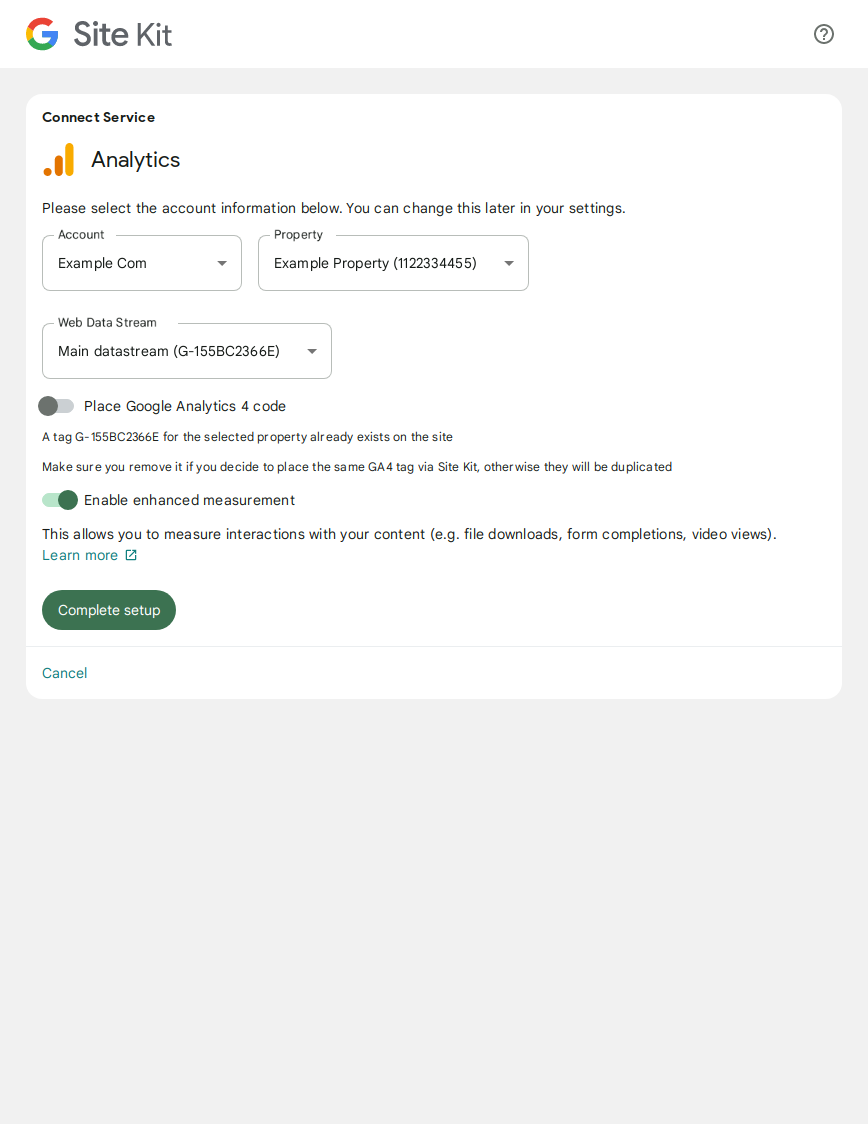 Site Kit
Connect Service
Analytics
Please select the account information below. You can change this later in your settings.
Account
Property
Example Com
Example Property (1122334455)
Web Data Stream
Main datastream (G-155BC2366E)
Place Google Analytics 4 code
A tag G-155BC2366E for the selected property already exists on the site
Make sure you remove it if you decide to place the same GA4 tag via Site Kit, otherwise they will be duplicated
Enable enhanced measurement
This allows you to measure interactions with your content (e.g. file downloads, form completions, video views).
Learn more
Complete setup
Cancel